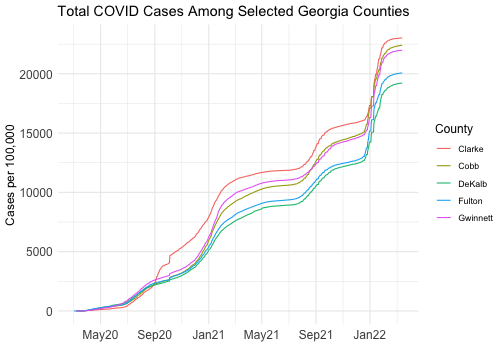 Total COVID Cases Among Selected Georgia Counties
Cases per 100,000
20000
15000
10000
5000
0
May20 Sep20 Jan21 May21 Sep21 Jan22
County
Clarke
Cobb
DeKalb
Fulton
Gwinnett